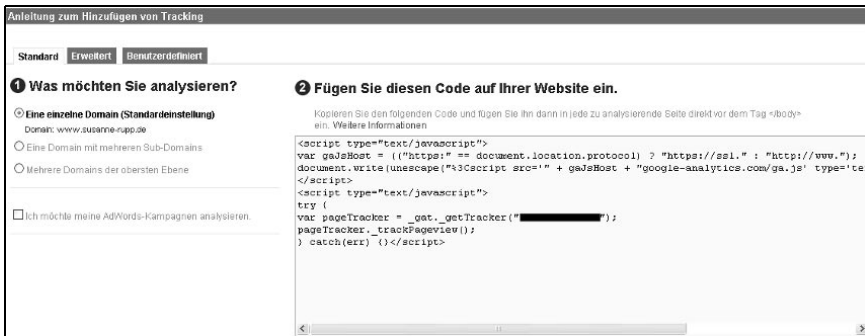 Anleitung zum Hinzufügen von Tracking
Standard Erweitert Benutzerdefiniert
1 Was möchten Sie analysieren?
Eine einzelne Domain (Standardeinstellung)
Domain: www.susanne-rupp.de
Eine Domain mit mehreren Sub-Domains
Mehrere Domains der obersten Ebene
Ich möchte meine AdWords-Kampagnen analysieren.
2 Fügen Sie diesen Code auf Ihrer Website ein.
Kopieren Sie den folgenden Code und fügen Sie ihn dann in jede zu analysierende Seite direkt vor dem Tag </body>
ein. Weitere Informationen
<script type="text/javascript">
var gaJsHost = (("https:" == document.location.protocol) ? "https://ssl." : "http://www.");
document.write(unescape("%3Cscript src='" + gaJsHost + "google-analytics.com/ga.js' type='te
</script>
<script type="text/javascript">
try {
var pageTracker = _gat._getTracker("");
pageTracker._trackPageview();
} catch(err) {}</script>